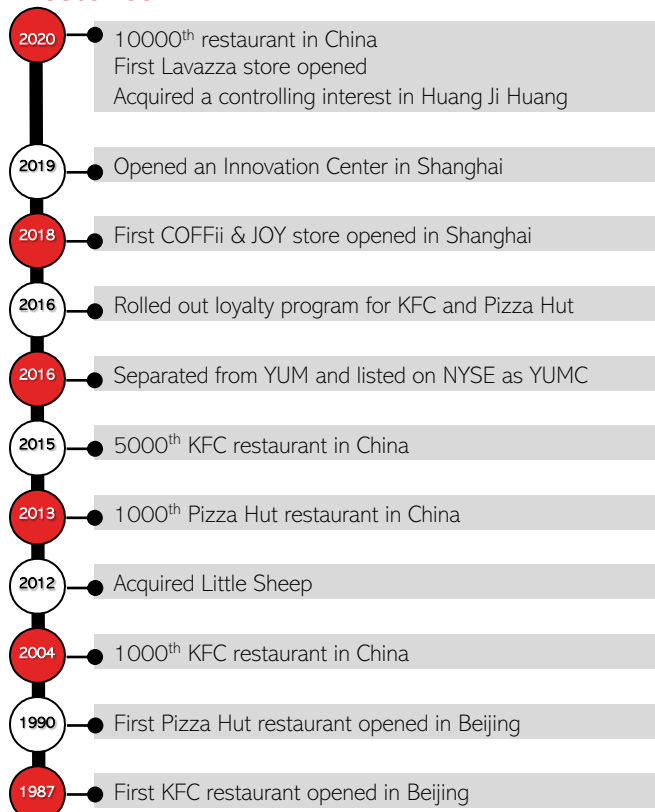 2020
10000th restaurant in China
First Lavazza store opened
Acquired a controlling interest in Huang Ji Huang
2019
Opened an Innovation Center in Shanghai
2018
First COFFii & JOY store opened in Shanghai
2016
Rolled out loyalty program for KFC and Pizza Hut
2016
Separated from YUM and listed on NYSE as YUMC
2015
5000th KFC restaurant in China
2013
1000th Pizza Hut restaurant in China
2012
Acquired Little Sheep
2004
1000th KFC restaurant in China
1990
First Pizza Hut restaurant opened in Beijing
1987
First KFC restaurant opened in Beijing